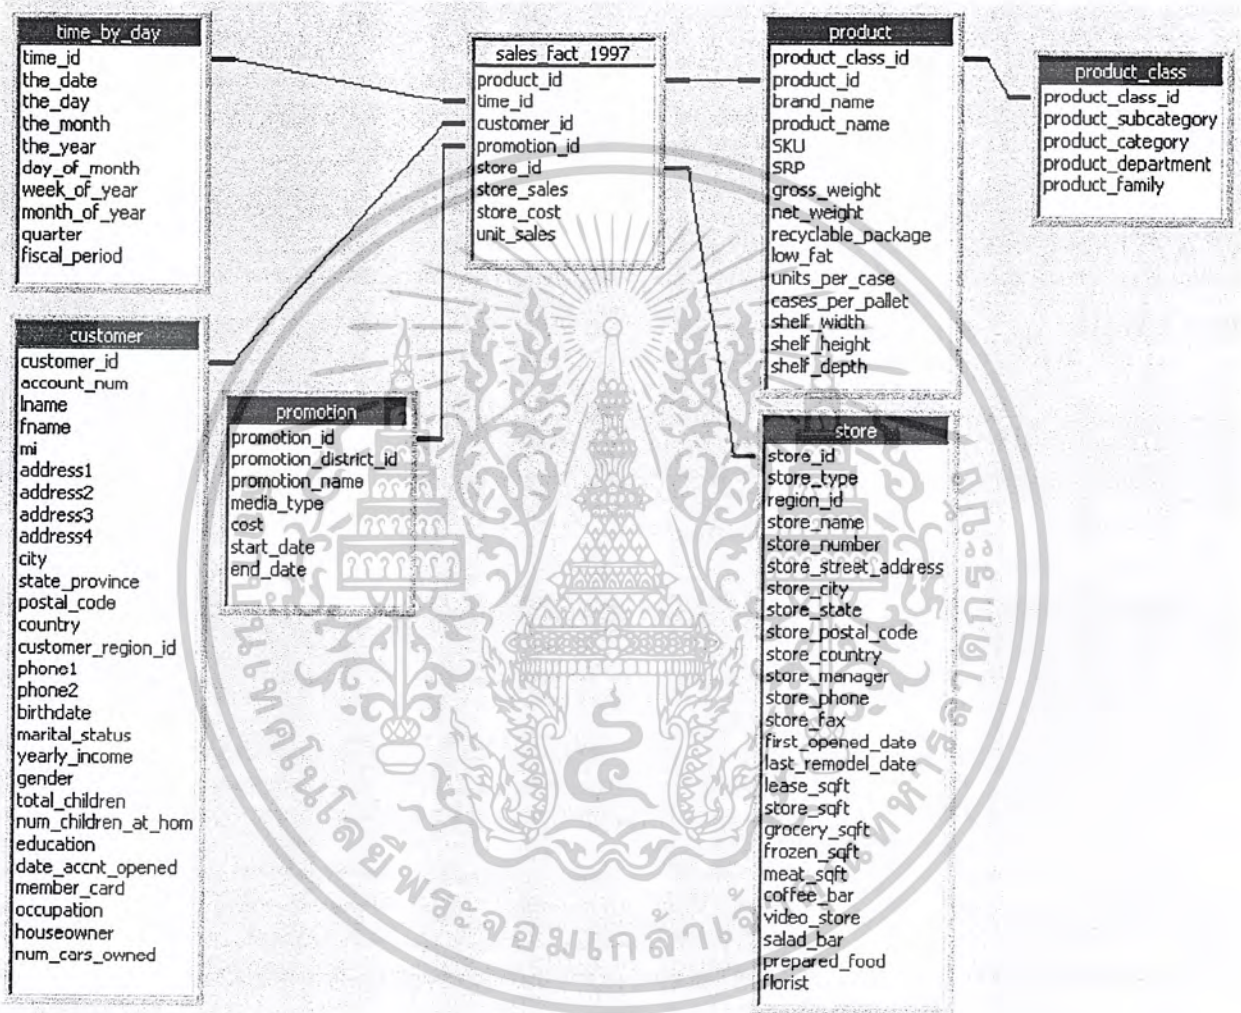 time_by_day
time_id
the_date
the_day
the_month
the_year
day_of_month
week_of_year
month_of_year
quarter
fiscal_period
sales_fact_1997
product_id
time_id
customer_id
promotion_id
store_id
store_sales
store_cost
unit_sales
product
product_class_id
product_id
brand_name
product_name
SKU
SRP
gross_weight
net_weight
recyclable_package
low_fat
units_per_case
cases_per_pallet
shelf_width
shelf_height
shelf_depth
product_class
product_class_id
product_subcategory
product_category
product_department
product_family
customer
customer_id
account_num
lname
fname
mi
address1
address2
address3
address4
city
state_province
postal_code
country
customer_region_id
phone1
phone2
birthdate
marital_status
yearly_income
gender
total_children
num_children_at_hom
education
date_accnt_opened
member_card
occupation
houseowner
num_cars_owned
promotion
promotion_id
promotion_district_id
promotion_name
media_type
cost
start_date
end_date
store
store_id
store_type
region_id
store_name
store_number
store_street_address
store_city
store_state
store_postal_code
store_country
store_manager
store_phone
store_fax
first_opened_date
last_remodel_date
lease_sqft
store_sqft
grocery_sqft
frozen_sqft
meat_sqft
coffee_bar
video_store
salad_bar
prepared_food
florist